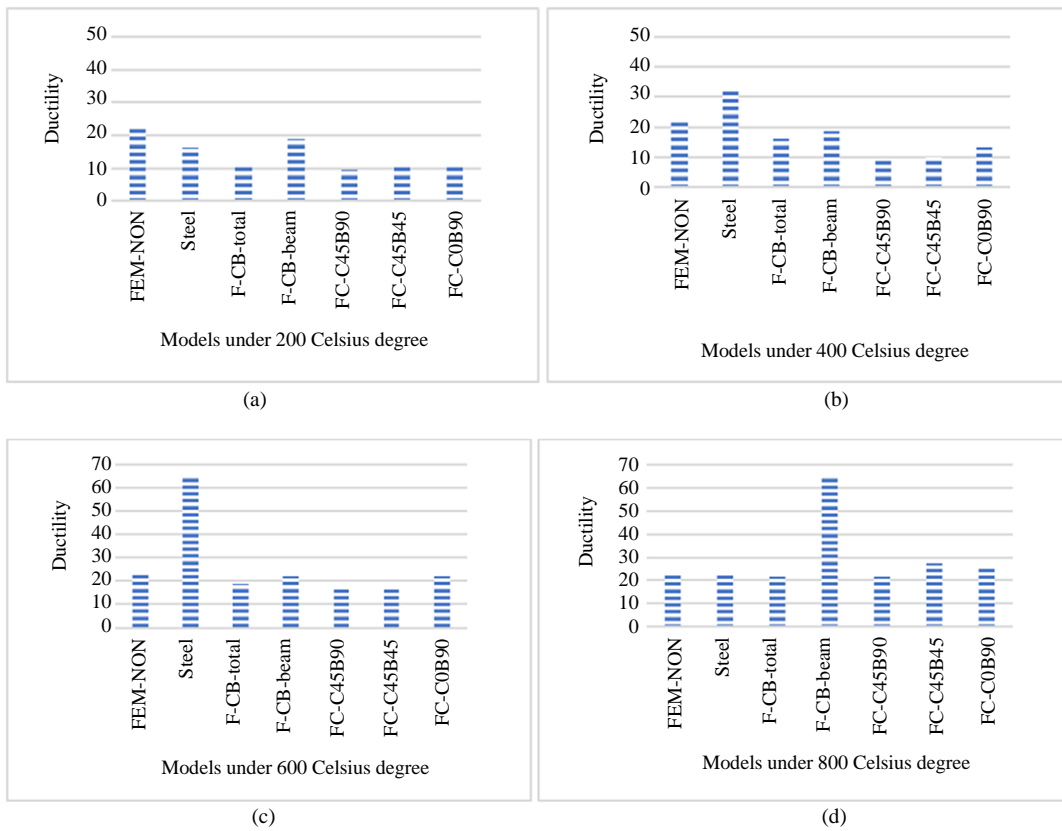 50
40
30
20
10
0
Ductility
FEM-NON
Steel
F-CB-total
F-CB-beam
FC-C45B90
FC-C45B45
FC-C0B90
Models under 200 Celsius degree
(a)
50
40
30
20
10
0
Ductility
FEM-NON
Steel
F-CB-total
F-CB-beam
FC-C45B90
FC-C45B45
FC-C0B90
Models under 400 Celsius degree
(b)
70
60
50
40
30
20
10
0
Ductility
FEM-NON
Steel
F-CB-total
F-CB-beam
FC-C45B90
FC-C45B45
FC-C0B90
Models under 600 Celsius degree
(c)
70
60
50
40
30
20
10
0
Ductility
FEM-NON
Steel
F-CB-total
F-CB-beam
FC-C45B90
FC-C45B45
FC-C0B90
Models under 800 Celsius degree
(d)